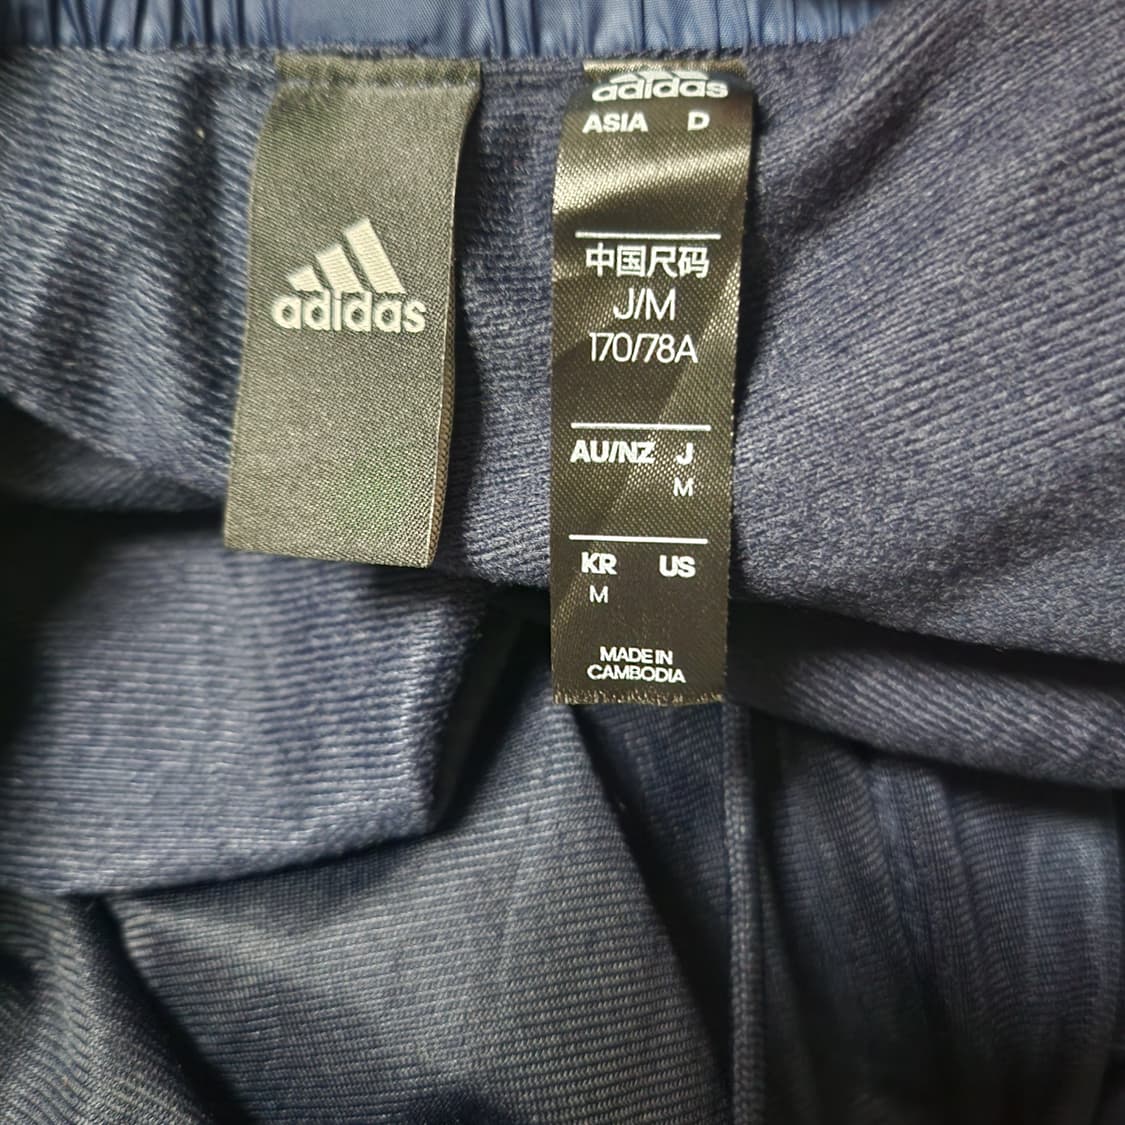 adidas
adidas
ASIA D
中国尺码
J/M
170/78A
AU/NZ J
M
KR US
M
MADE IN
CAMBODIA